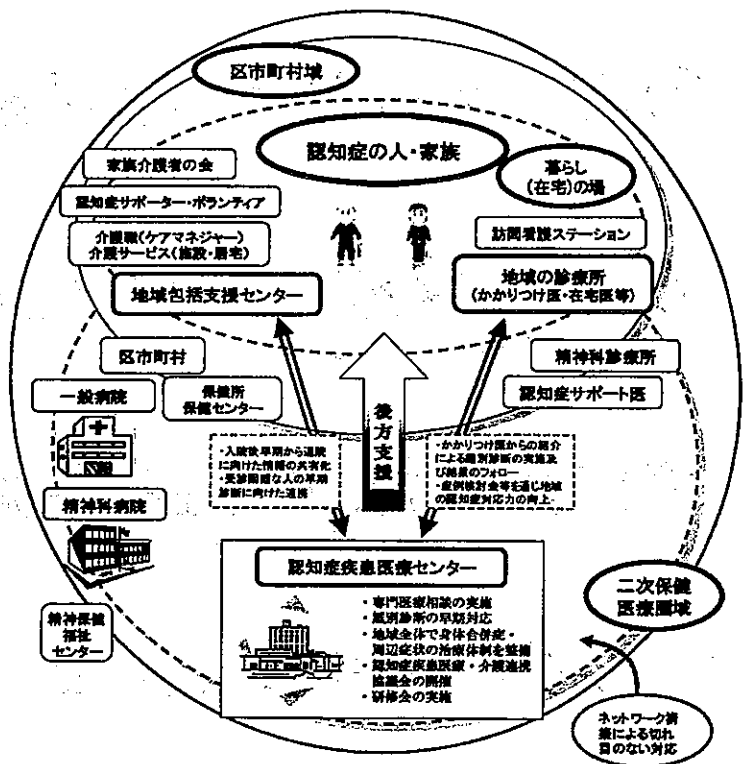 区市町村域
認知症の人・家族
暮らし
(在宅)の場
家族介護者の会
認知症サポーター・ボランティア
介護職(ケアマネジャー)
介護サービス(施設・居宅)
地域包括支援センター
訪問看護ステーション
地域の診療所
(かかりつけ医・在宅医等)
区市町村
保健所
保健センター
一般病院
精神科病院
精神保健
福祉
センター
精神科診療所
認知症サポート医
後方支援
・入院後早期から退院
に向けた情報の共有化
・受診困難な人の早期
診断に向けた連携
・かかりつけ医からの紹介
による鑑別診断の実施及
び結果のフォロー
・症例検討会等を通じ地域
の認知症対応力の向上
認知症疾患医療センター
・専門医療相談の実施
・鑑別診断の早期対応
・地域全体で身体合併症・
周辺症状の治療体制を整備
・認知症疾患医療・介護連携
協議会の開催
・研修会の実施
二次保健
医療圏域
ネットワーク構
築による切れ
目のない対応